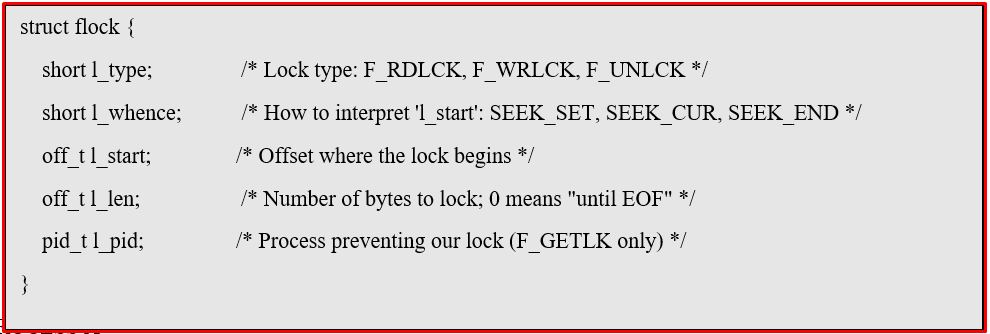 struct flock {
short l_type; /* Lock type: F_RDLCK, F_WRLCK, F_UNLCK */
short l_whence; /* How to interpret 'l_start': SEEK_SET, SEEK_CUR, SEEK_END */
off_t l_start; /* Offset where the lock begins */
off_t l_len; /* Number of bytes to lock; 0 means "until EOF" */
pid_t l_pid; /* Process preventing our lock (F_GETLK only) */
}